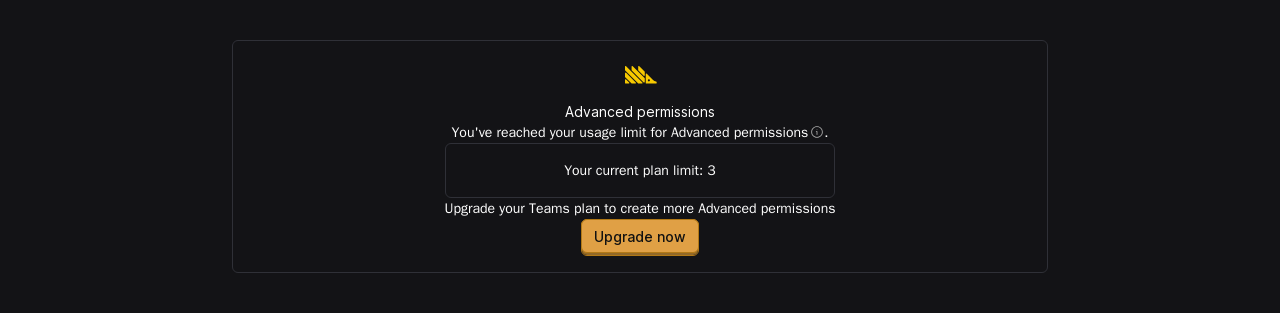 Advanced permissions
You've reached your usage limit for Advanced permissions.
Your current plan limit: 3
Upgrade your Teams plan to create more Advanced permissions
Upgrade now